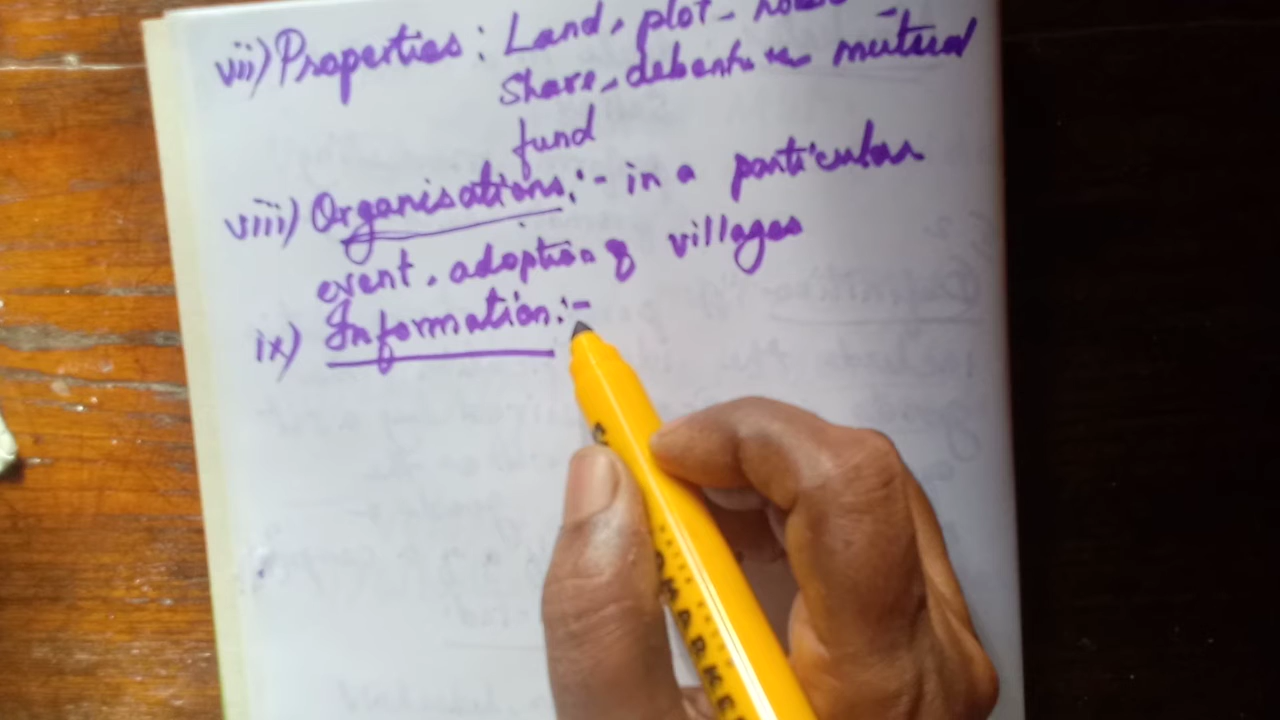 vii) Properties: Land, plot-
Share, debenture mutual
fund
viii) Organisations:- in a particular
event, adoption of villages
ix) Information:-